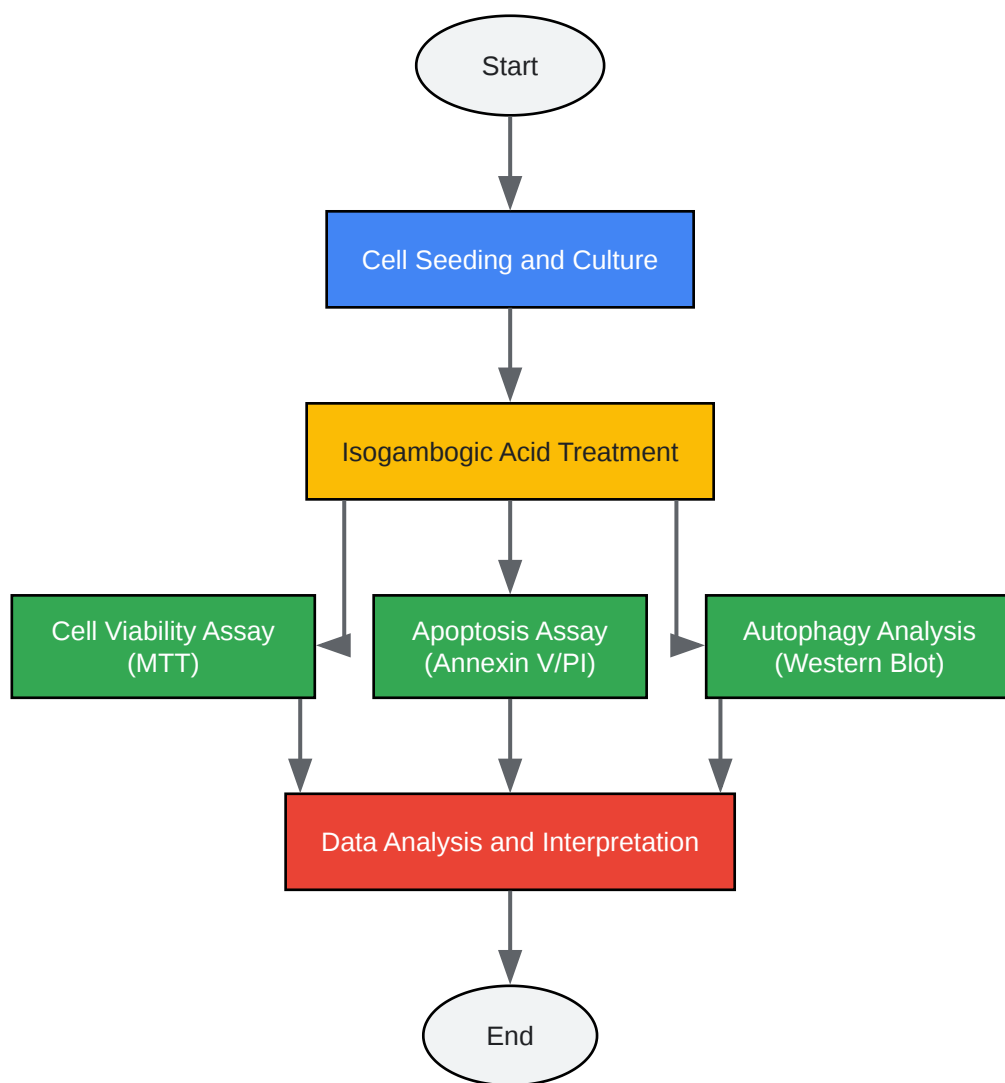 Start
Cell Seeding and Culture
Isogambogic Acid Treatment
Cell Viability Assay
(MTT)
Apoptosis Assay
(Annexin V/PI)
Autophagy Analysis
(Western Blot)
Data Analysis and Interpretation
End